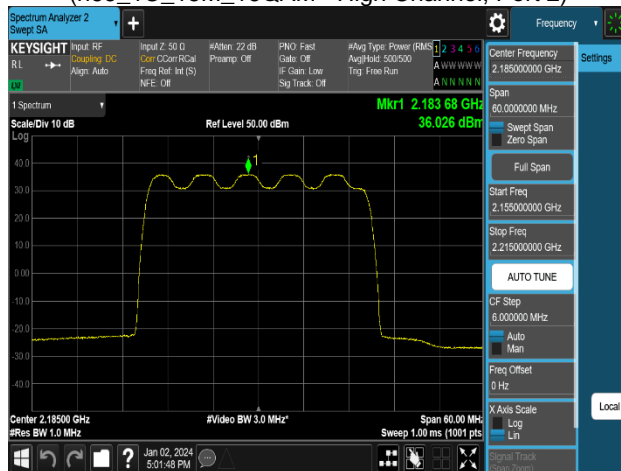 Spectrum Analyzer 2
Swept SA
Frequency
KEYSIGHT
RL
Input: RF
Coupling: DC
Align: Auto
Input Z: 50 Ω
Corr CCorr RCal
Freq Ref: Int (S)
NFE: Off
#Atten: 22 dB
Preamp: Off
PNO: Fast
Gate: Off
IF Gain: Low
Sig Track: Off
#Avg Type: Power (RMS
Avg|Hold: 500/500
Trig: Free Run
1 2 3 4 5 6
A W W W W W
A N N N N N
1 Spectrum
Mkr1 2.183 68 GHz
Scale/Div 10 dB
Ref Level 50.00 dBm
36.026 dBm
Log
40.0
30.0
20.0
10.0
0.00
-10.0
-20.0
-30.0
-40.0
1
Center 2.18500 GHz
#Video BW 3.0 MHz*
Span 60.00 MHz
#Res BW 1.0 MHz
Sweep 1.00 ms (1001 pts
Jan 02, 2024
5:01:48 PM
Center Frequency
2.185000000 GHz
Settings
Span
60.0000000 MHz
Swept Span
Zero Span
Full Span
Start Freq
2.155000000 GHz
Stop Freq
2.215000000 GHz
AUTO TUNE
CF Step
6.000000 MHz
Auto
Man
Freq Offset
0 Hz
X Axis Scale
Log
Lin
Local
Signal Track
(Span Zoom)